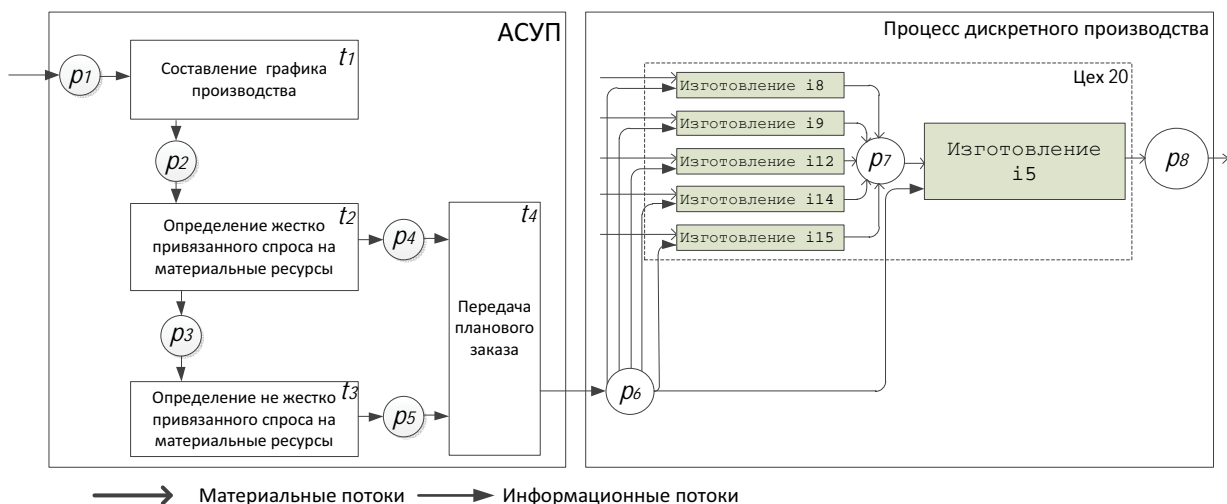 АСУП
p1
t1
Составление графика
производства
p2
t2
Определение жестко
привязанного спроса на
материальные ресурсы
p4
p3
t3
Определение не жестко
привязанного спроса на
материальные ресурсы
p5
t4
Передача
планового
заказа
Процесс дискретного производства
Цех 20
Изготовление i8
Изготовление i9
Изготовление i12
Изготовление i14
Изготовление i15
p7
Изготовление
i5
p8
p6
Материальные потоки
Информационные потоки